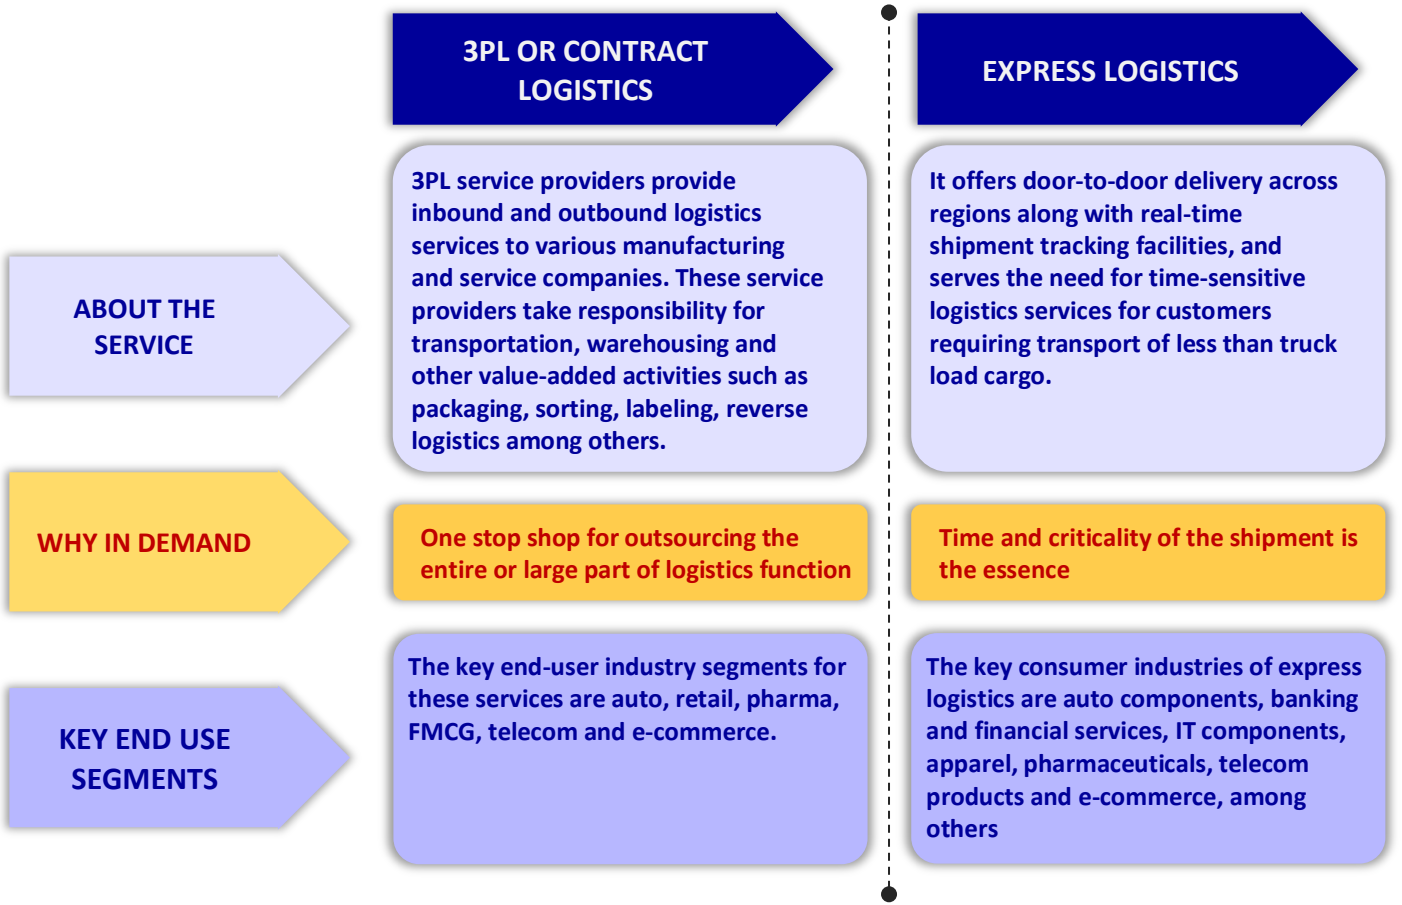 3PL OR CONTRACT
LOGISTICS
EXPRESS LOGISTICS
ABOUT THE
SERVICE
3PL service providers provide
inbound and outbound logistics
services to various manufacturing
and service companies. These service
providers take responsibility for
transportation, warehousing and
other value-added activities such as
packaging, sorting, labeling, reverse
logistics among others.
It offers door-to-door delivery across
regions along with real-time
shipment tracking facilities, and
serves the need for time-sensitive
logistics services for customers
requiring transport of less than truck
load cargo.
WHY IN DEMAND
One stop shop for outsourcing the
entire or large part of logistics function
Time and criticality of the shipment is
the essence
KEY END USE
SEGMENTS
The key end-user industry segments for
these services are auto, retail, pharma,
FMCG, telecom and e-commerce.
The key consumer industries of express
logistics are auto components, banking
and financial services, IT components,
apparel, pharmaceuticals, telecom
products and e-commerce, among
others